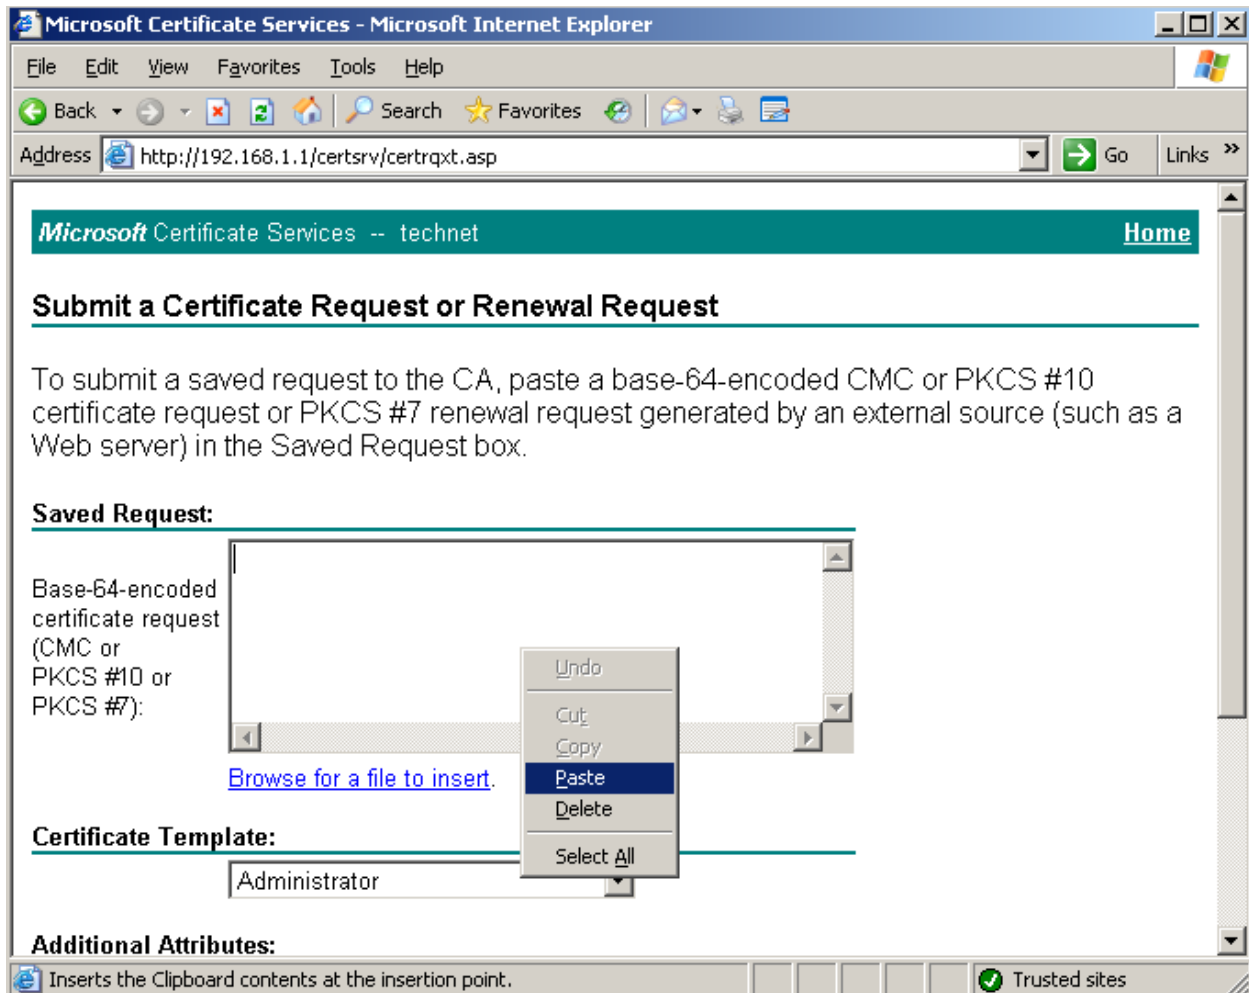 Microsoft Certificate Services - Microsoft Internet Explorer
File Edit View Favorites Tools Help
Back Search Favorites
Address http://192.168.1.1/certsrv/certrqxt.asp Go Links »
Microsoft Certificate Services -- technet Home
Submit a Certificate Request or Renewal Request
To submit a saved request to the CA, paste a base-64-encoded CMC or PKCS #10
certificate request or PKCS #7 renewal request generated by an external source (such as a
Web server) in the Saved Request box.
Saved Request:
Base-64-encoded
certificate request
(CMC or
PKCS #10 or
PKCS #7):
Undo
Cut
Copy
Paste
Delete
Select All
Browse for a file to insert.
Certificate Template:
Administrator
Additional Attributes:
Inserts the Clipboard contents at the insertion point. Trusted sites